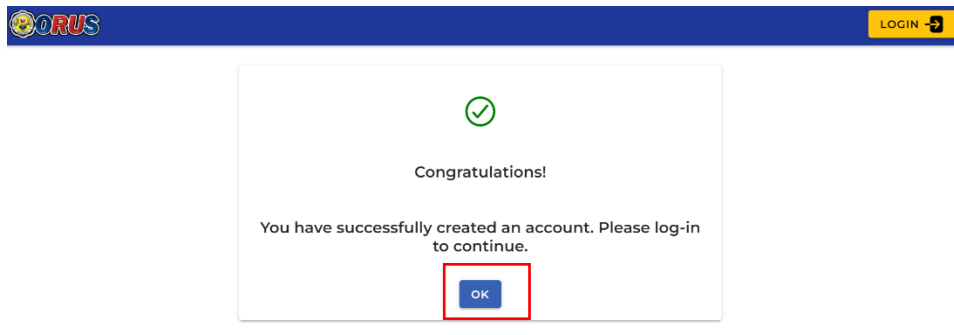 ORUS
LOGIN
Congratulations!
You have successfully created an account. Please log-in
to continue.
OK